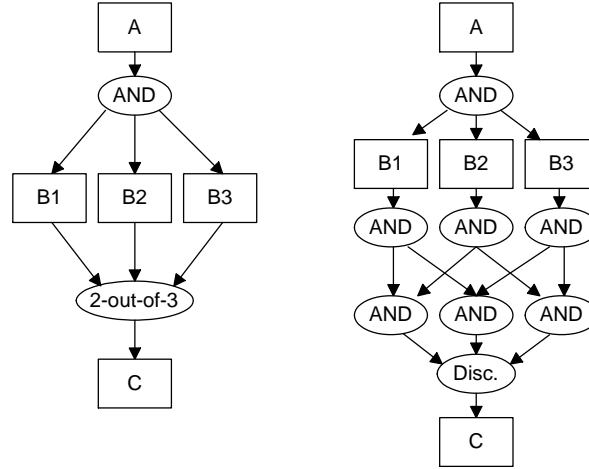 A
AND
B1 B2 B3
2-out-of-3
C
A
AND
B1 B2 B3
AND AND AND
AND AND AND
Disc.
C